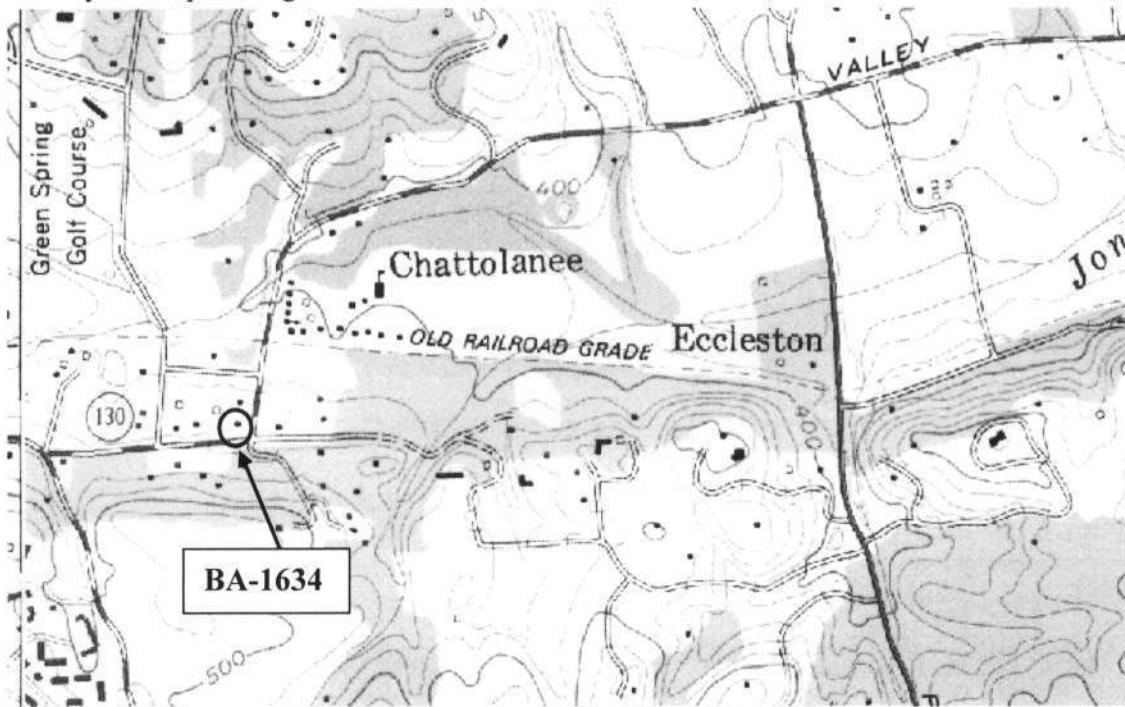 VALLEY
Green Spring
Golf Course
400
Chattolanee
Jon
OLD RAILROAD GRADE
Eccleston
130
400
BA-1634
500